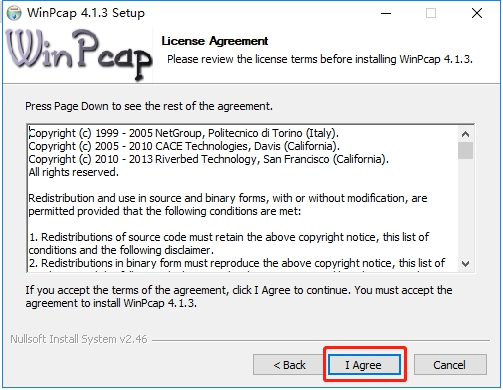 WinPcap 4.1.3 Setup
WinPcap
License Agreement
Please review the license terms before installing WinPcap 4.1.3.
Press Page Down to see the rest of the agreement.
Copyright (c) 1999 - 2005 NetGroup, Politecnico di Torino (Italy).
Copyright (c) 2005 - 2010 CACE Technologies, Davis (California).
Copyright (c) 2010 - 2013 Riverbed Technology, San Francisco (California).
All rights reserved.
Redistribution and use in source and binary forms, with or without modification, are
permitted provided that the following conditions are met:
1. Redistributions of source code must retain the above copyright notice, this list of
conditions and the following disclaimer.
2. Redistributions in binary form must reproduce the above copyright notice, this list of
If you accept the terms of the agreement, click I Agree to continue. You must accept the
agreement to install WinPcap 4.1.3.
Nullsoft Install System v2.46
< Back
I Agree
Cancel